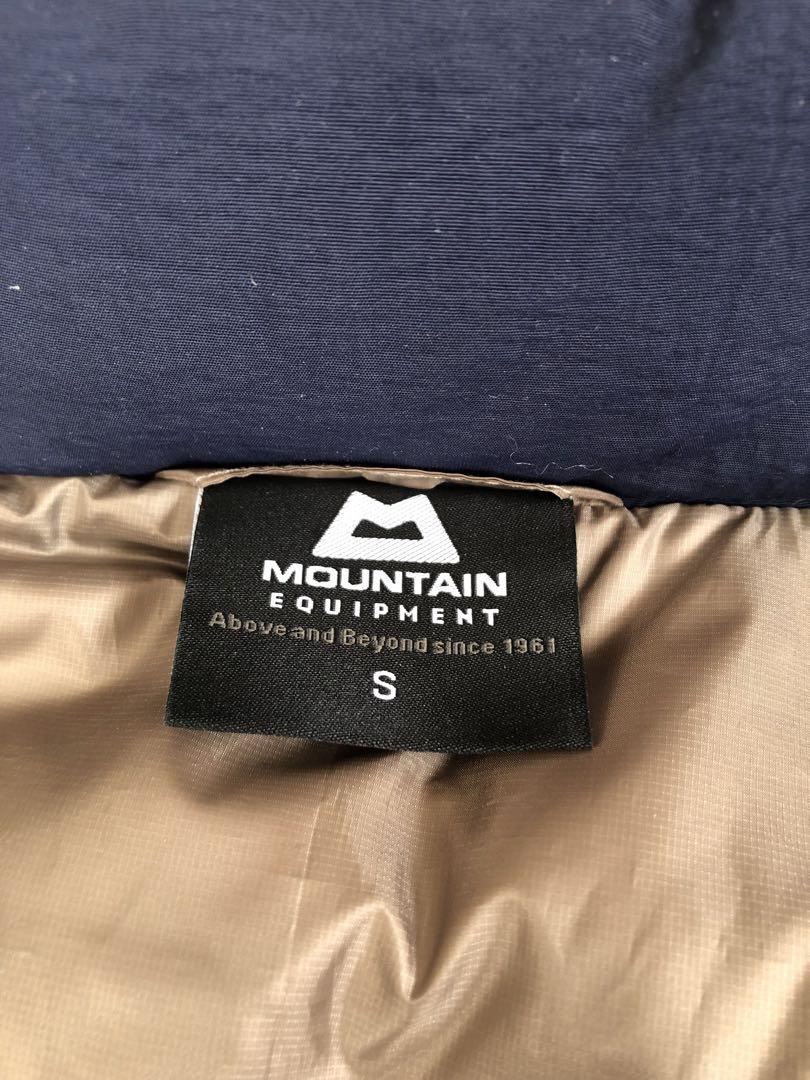 MOUNTAIN
EQUIPMENT
Above and Beyond since 1961
S